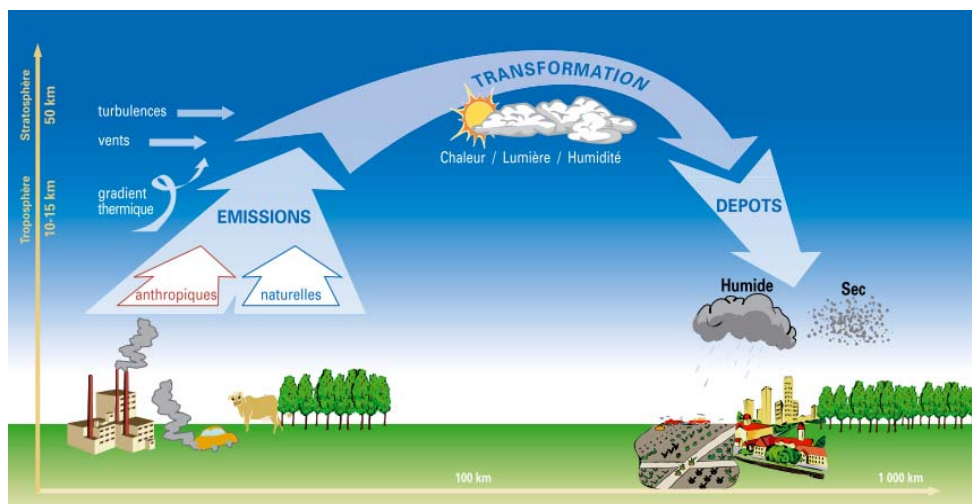 Stratosphère
50 km
Troposphère
10-15 km
turbulences
vents
gradient
thermique
EMISSIONS
anthropiques
naturelles
TRANSFORMATION
Chaleur / Lumière / Humidité
DEPOTS
Humide
Sec
100 km
1 000 km